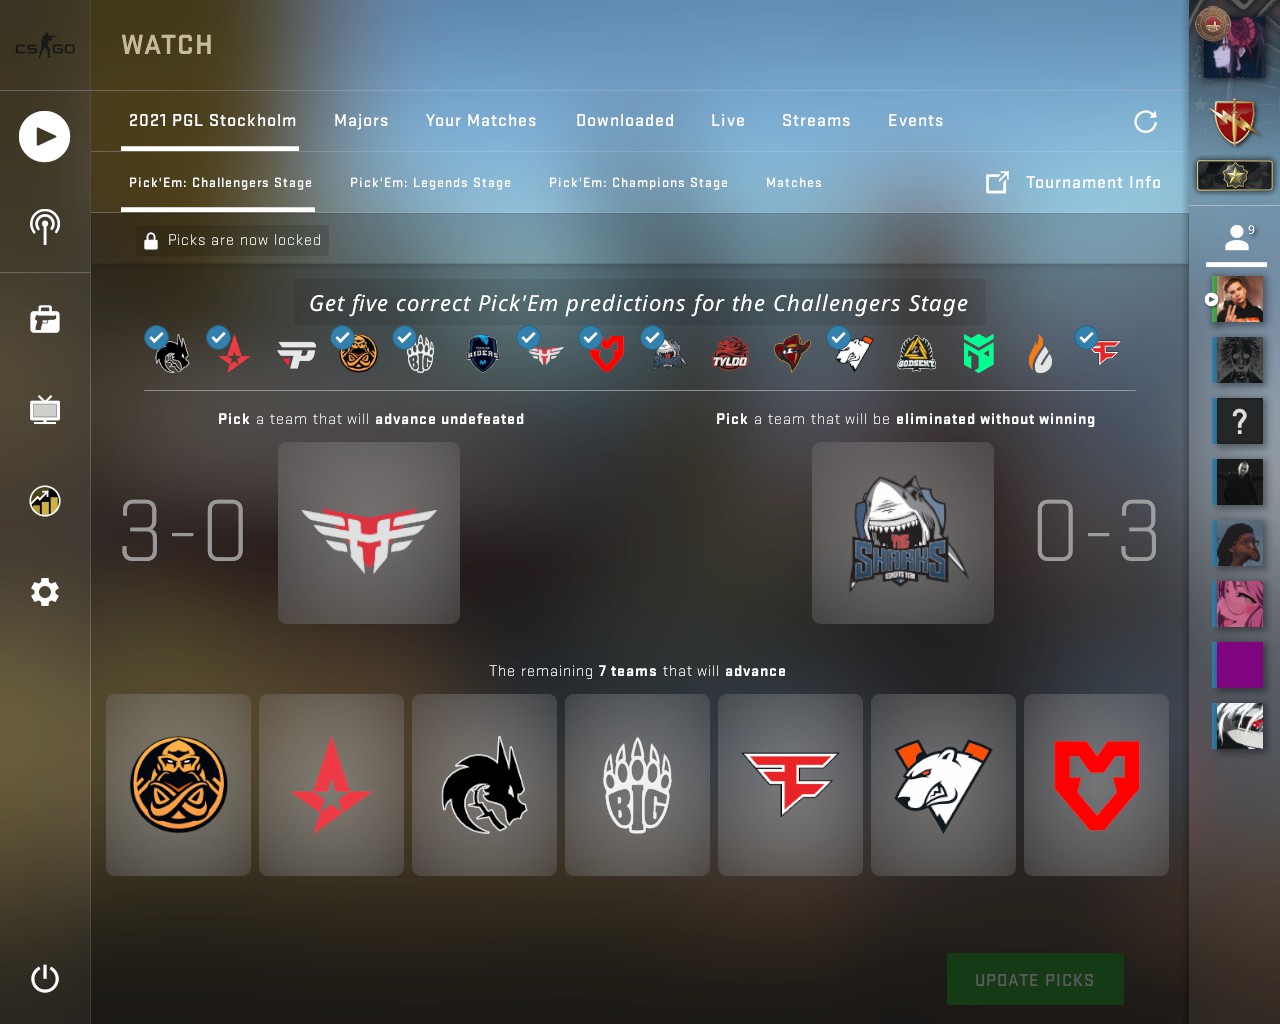 CS GO
WATCH
2021 PGL Stockholm
Majors
Your Matches
Downloaded
Live
Streams
Events
Pick'Em: Challengers Stage
Pick'Em: Legends Stage
Pick'Em: Champions Stage
Matches
Tournament Info
9
Picks are now locked
Get five correct Pick'Em predictions for the Challengers Stage
RIDERS
TYLOO
GODSENT
Pick a team that will advance undefeated
Pick a team that will be eliminated without winning
3-0
0-3
SHARKS
ESPORTS TEAM
?
The remaining 7 teams that will advance
BIG
UPDATE PICKS